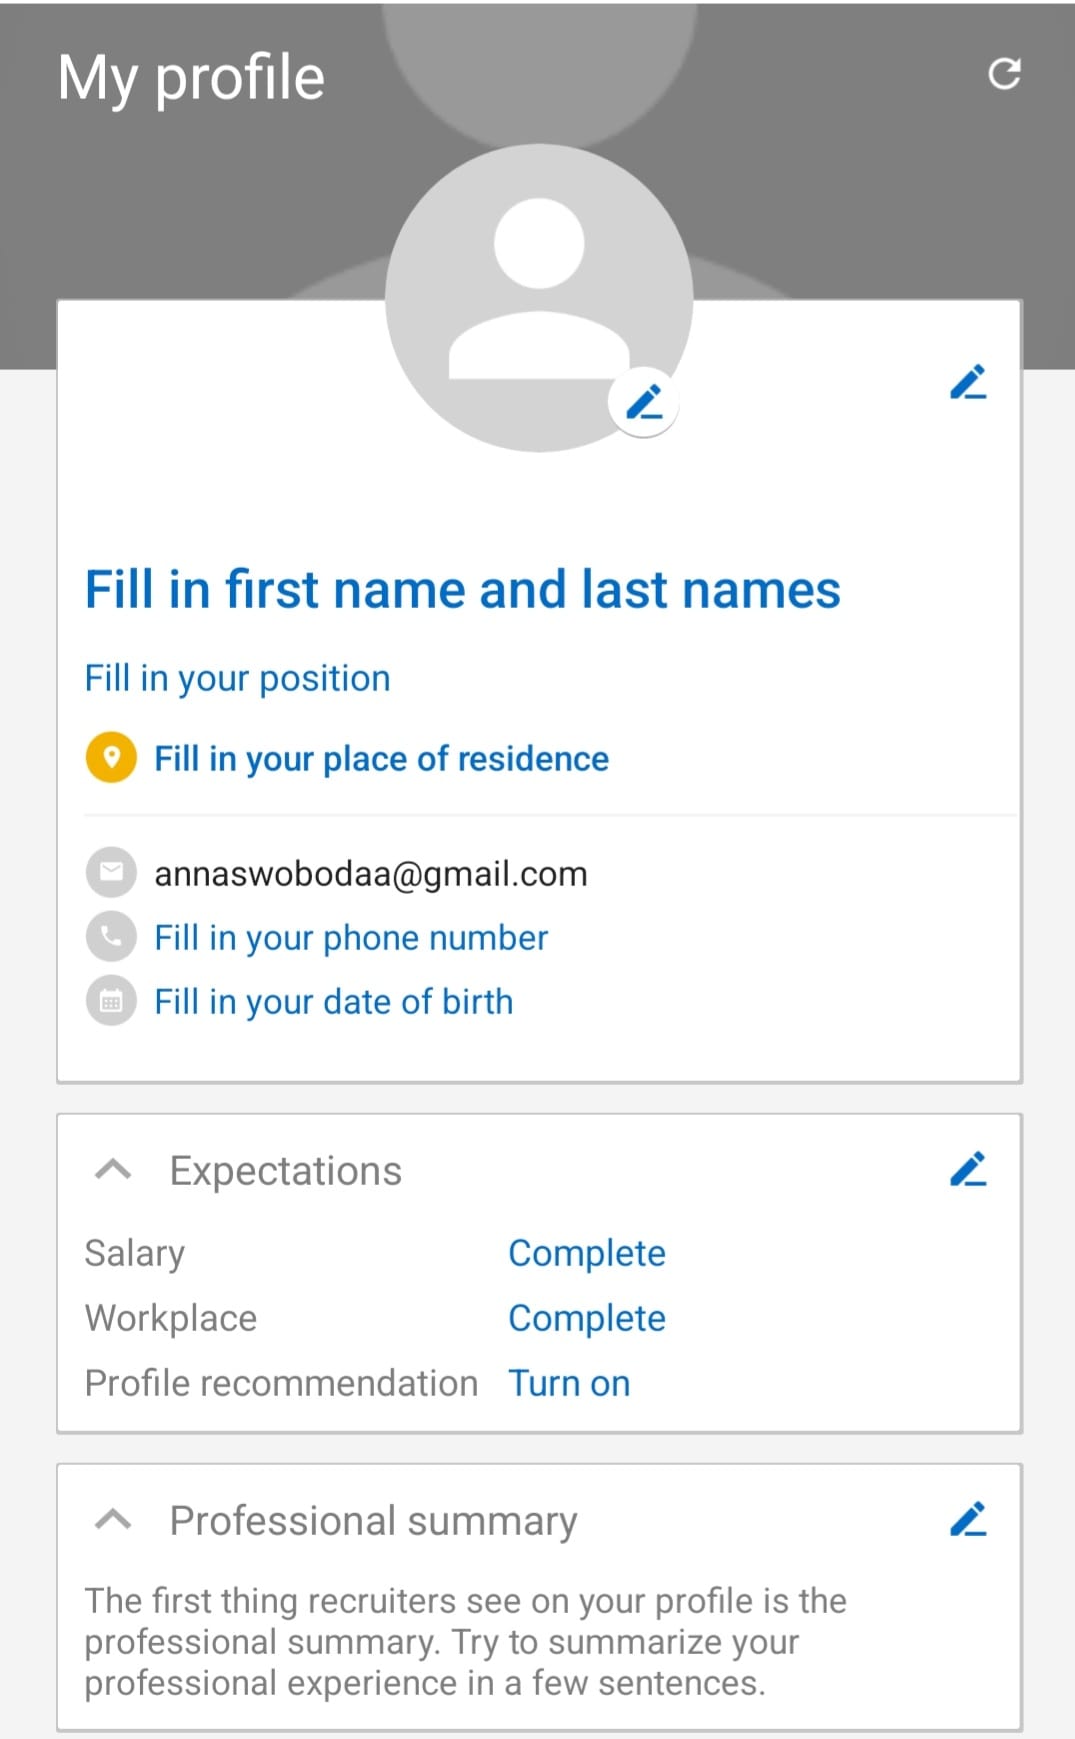 My profile
Fill in first name and last names
Fill in your position
Fill in your place of residence
annaswobodaa@gmail.com
Fill in your phone number
Fill in your date of birth
Expectations
Salary Complete
Workplace Complete
Profile recommendation Turn on
Professional summary
The first thing recruiters see on your profile is the
professional summary. Try to summarize your
professional experience in a few sentences.